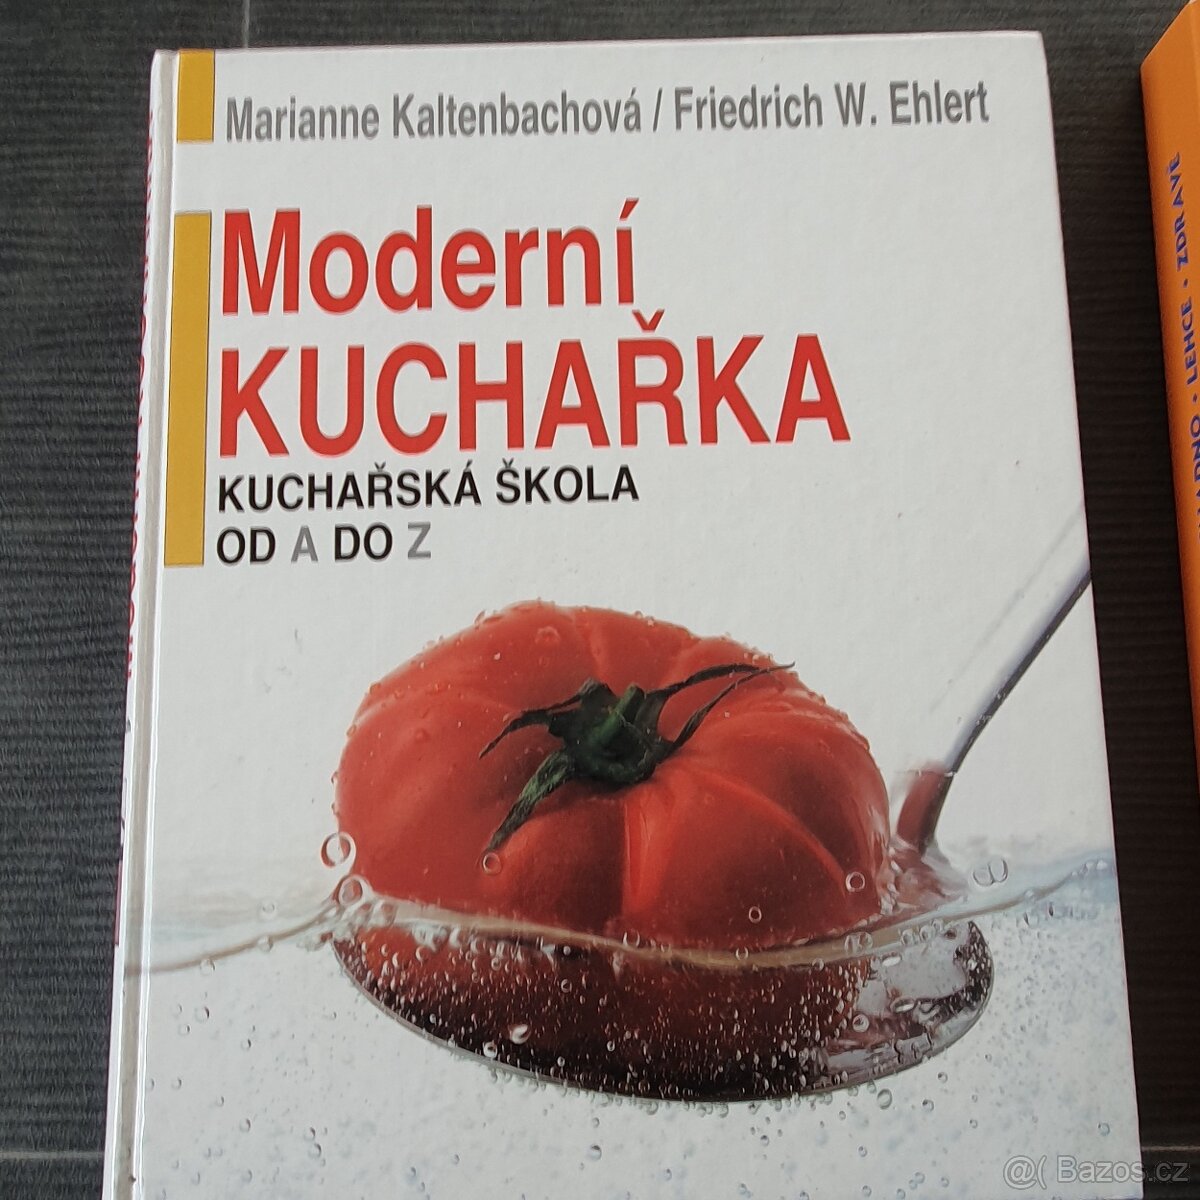 Marianne Kaltenbachová / Friedrich W. Ehlert
Moderní
KUCHAŘKA
KUCHAŘSKÁ ŠKOLA
OD A DO Z
LEHCE · ZDRAVĚ
@( Bazos.cz